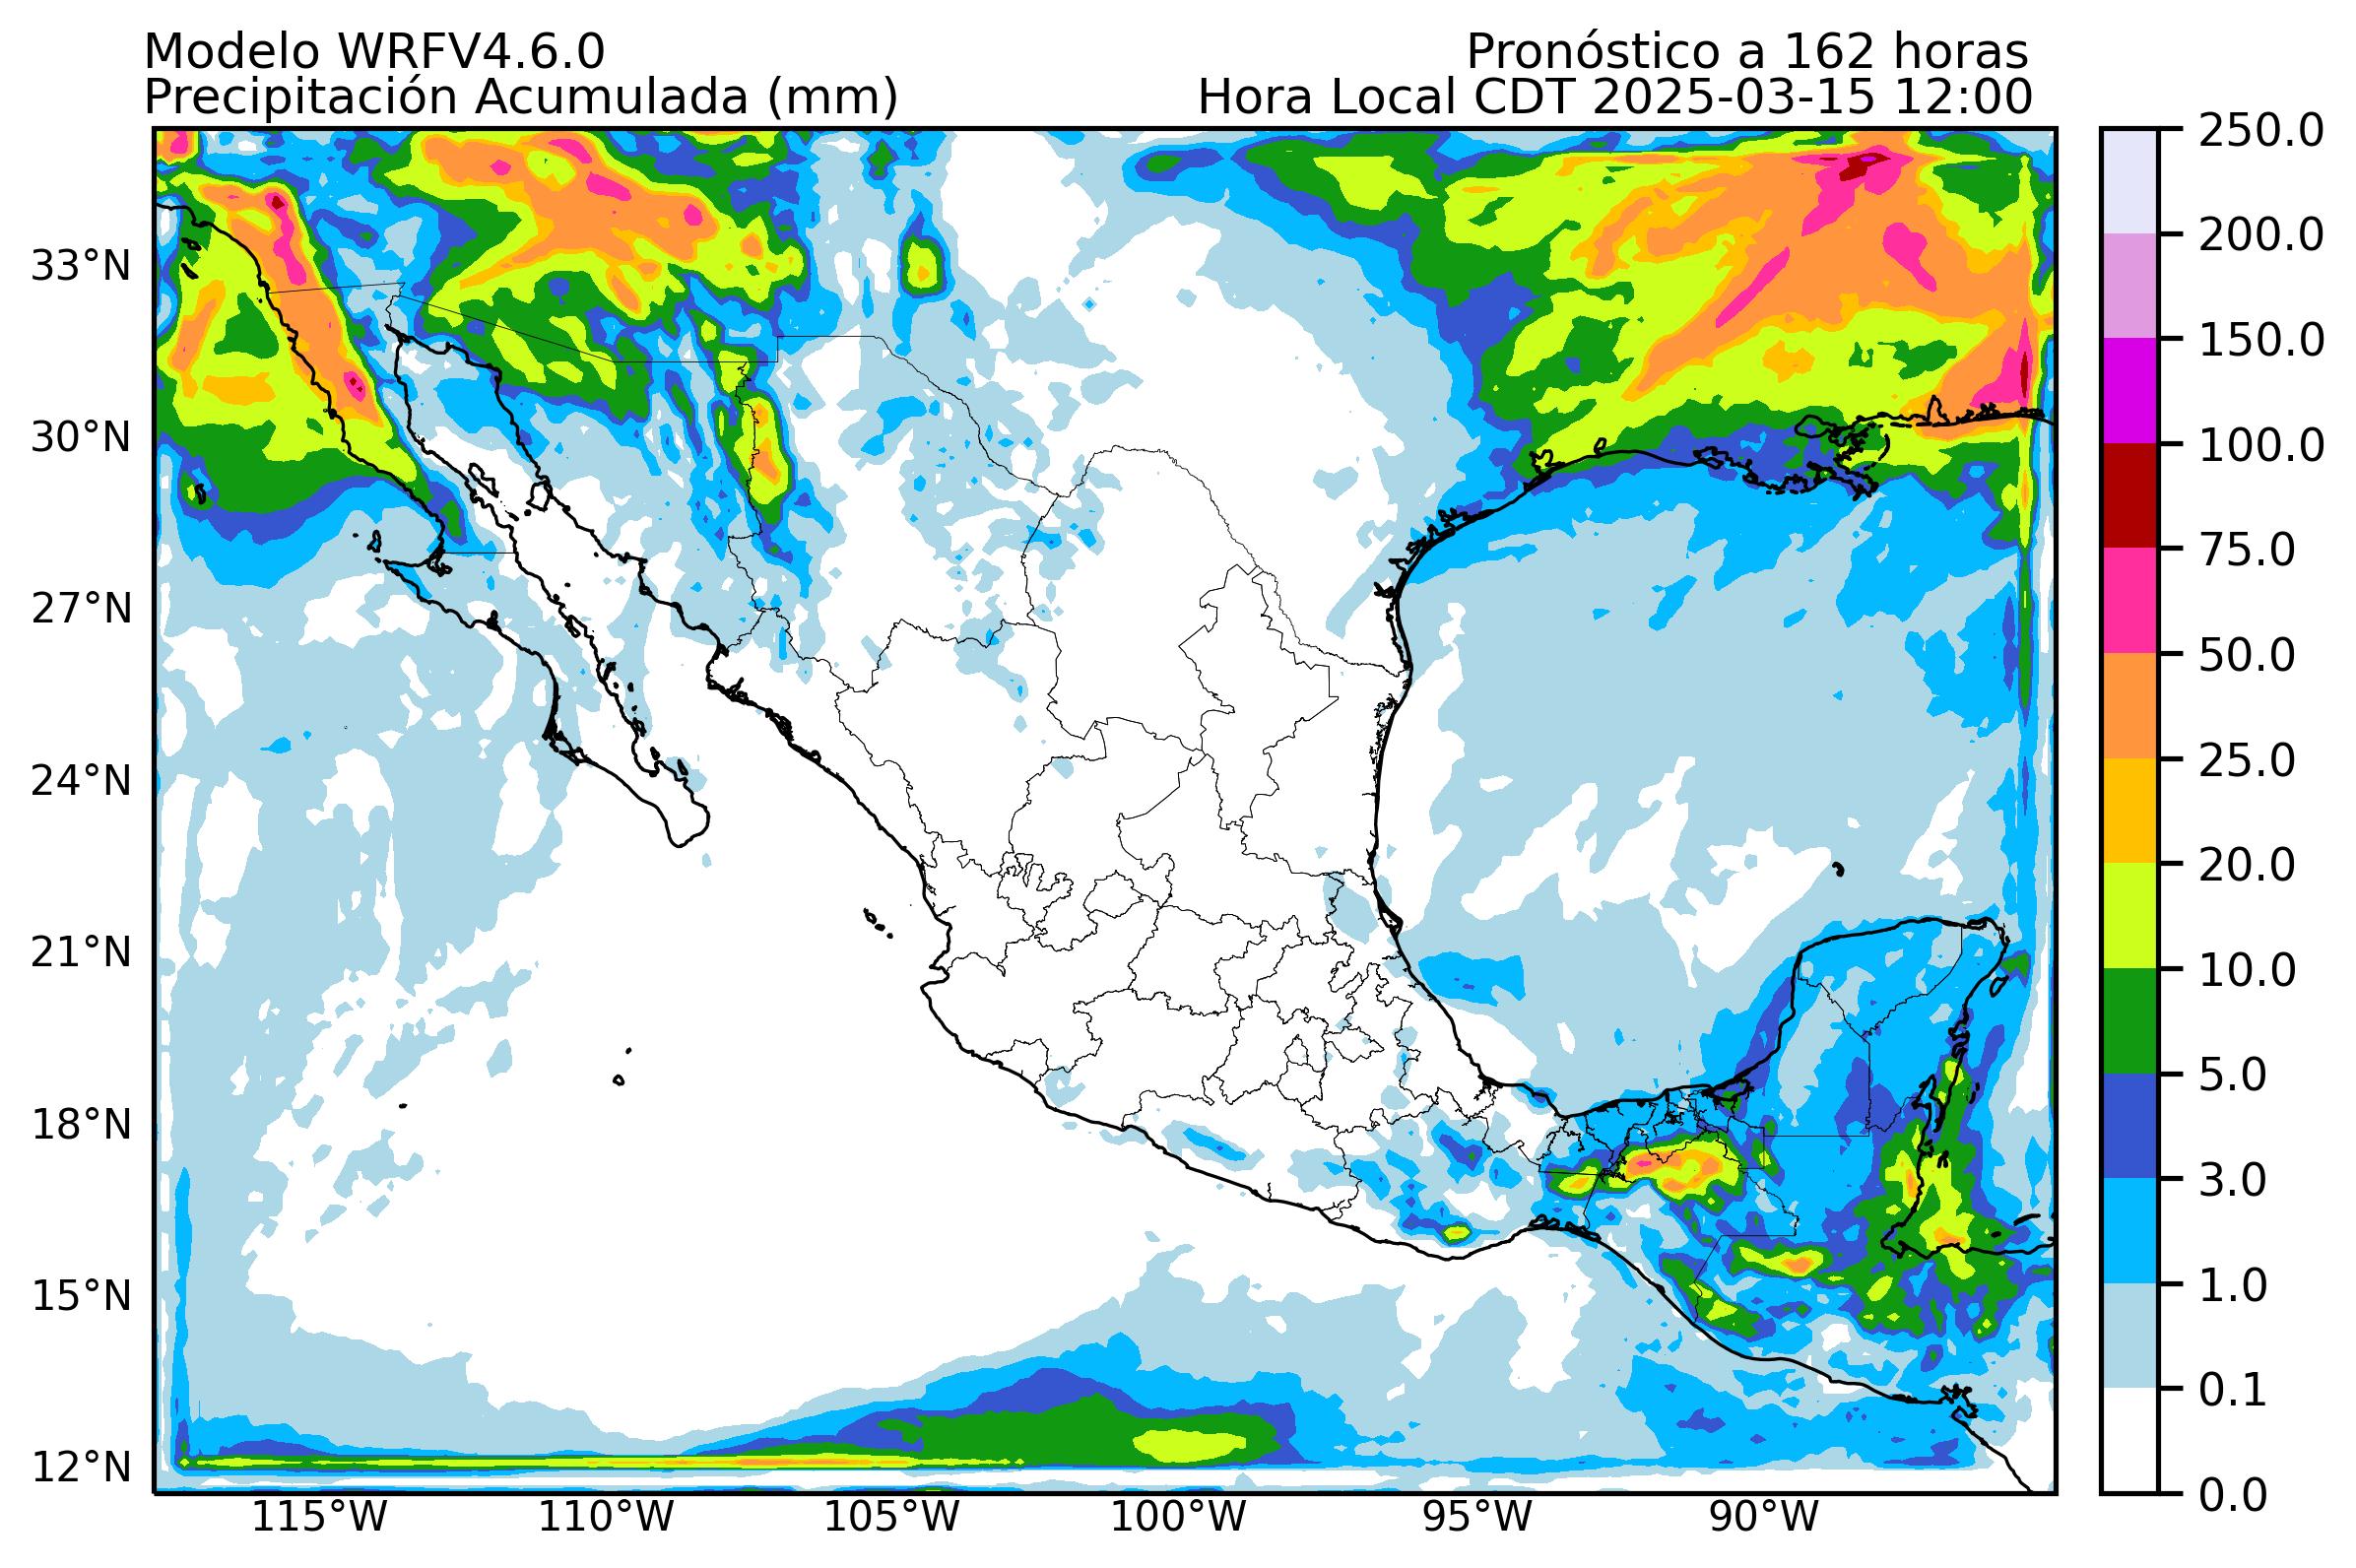 Modelo WRFV4.6.0
Pronóstico a 162 horas
Precipitación Acumulada (mm)
Hora Local CDT 2025-03-15 12:00
33°N
30°N
27°N
24°N
21°N
18°N
15°N
12°N
115°W
110°W
105°W
100°W
95°W
90°W
250.0
200.0
150.0
100.0
75.0
50.0
25.0
20.0
10.0
5.0
3.0
1.0
0.1
0.0